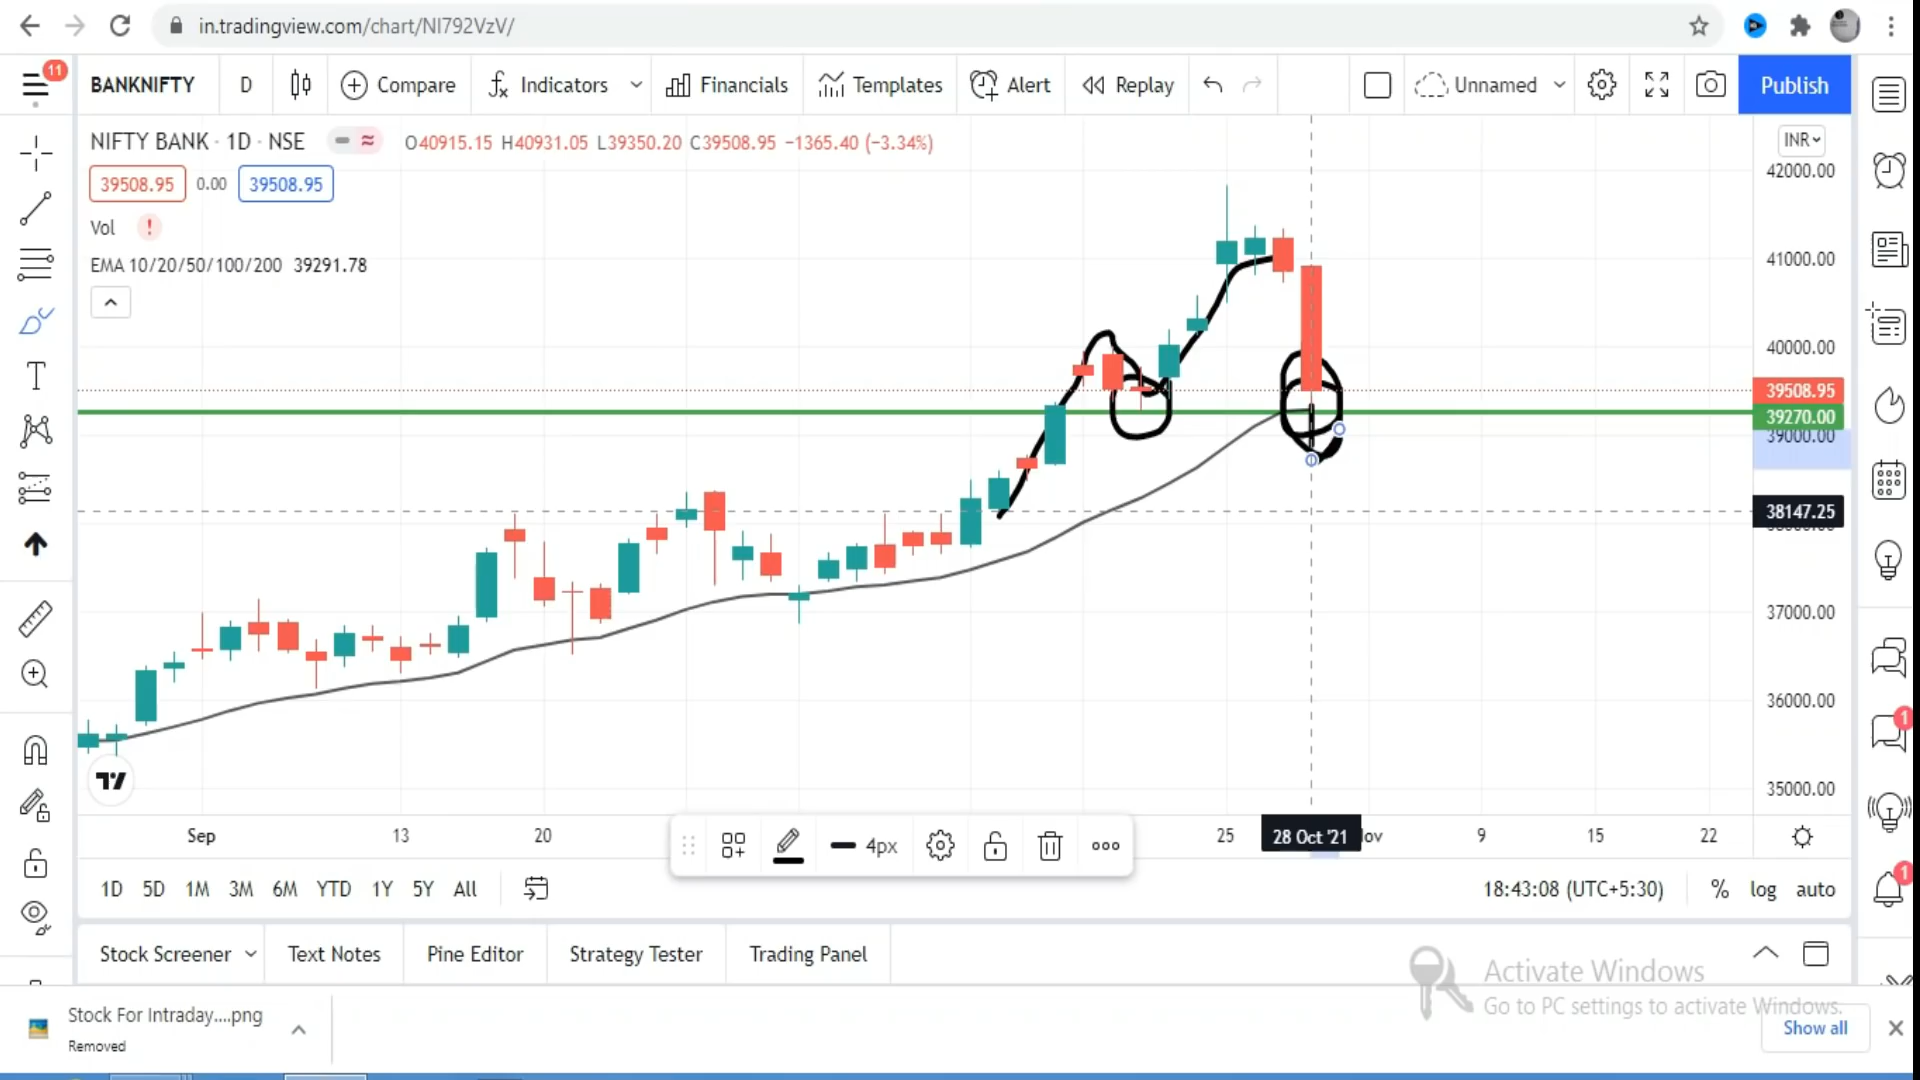 in.tradingview.com/chart/NI792VzV/
11
BANKNIFTY D Compare Indicators Financials Templates Alert Replay Unnamed Publish
NIFTY BANK · 1D · NSE O40915.15 H40931.05 L39350.20 C39508.95 −1365.40 (−3.34%)
INR
39508.95 0.00 39508.95
Vol !
EMA 10/20/50/100/200 39291.78
42000.00
41000.00
40000.00
39508.95
39270.00
39000.00
38147.25
37000.00
36000.00
35000.00
1
Sep 13 20 25 28 Oct '21 9 15 22
4px
1D 5D 1M 3M 6M YTD 1Y 5Y All 18:43:08 (UTC+5:30) % log auto
1
Stock Screener Text Notes Pine Editor Strategy Tester Trading Panel
Activate Windows
Go to PC settings to activate Windows.
Stock For Intraday....png
Removed
Show all